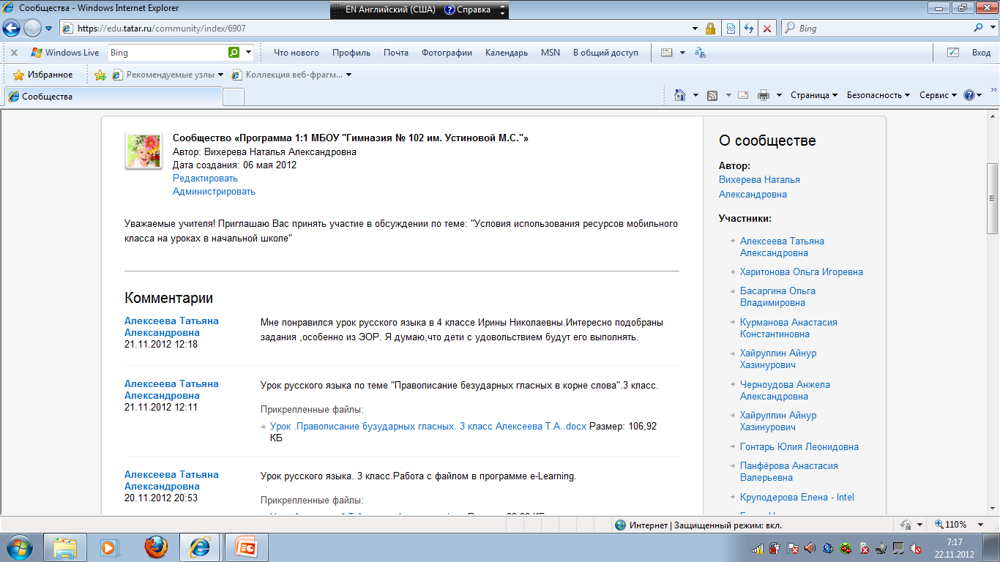 Сообщества - Windows Internet Explorer
EN Английский (США) Справка
https://edu.tatar.ru/community/index/6907
Bing
Windows Live Bing Что нового Профиль Почта Фотографии Календарь MSN В общий доступ Вход
Избранное Рекомендуемые узлы Коллекция веб-фрагм...
Сообщества Страница Безопасность Сервис
Сообщество «Программа 1:1 МБОУ "Гимназия № 102 им. Устиновой М.С."»
Автор: Вихерева Наталья Александровна
Дата создания: 06 мая 2012
Редактировать
Администрировать
Уважаемые учителя! Приглашаю Вас принять участие в обсуждении по теме: "Условия использования ресурсов мобильного
класса на уроках в начальной школе"
Комментарии
Алексеева Татьяна
Александровна
21.11.2012 12:18
Мне понравился урок русского языка в 4 классе Ирины Николаевны.Интересно подобраны
задания ,особенно из ЭОР. Я думаю,что дети с удовольствием будут его выполнять.
Алексеева Татьяна
Александровна
21.11.2012 12:11
Урок русского языка по теме "Правописание безударных гласных в корне слова".3 класс.
Прикрепленные файлы:
Урок .Правописание бузударных гласных. 3 класс Алексеева Т.А..docx Размер: 106,92
КБ
Алексеева Татьяна
Александровна
20.11.2012 20:53
Урок русского языка. 3 класс.Работа с файлом в программе e-Learning.
Прикрепленные файлы:
О сообществе
Автор:
Вихерева Наталья
Александровна
Участники:
Алексеева Татьяна
Александровна
Харитонова Ольга Игоревна
Басаргина Ольга
Владимировна
Курманова Анастасия
Константиновна
Хайруллин Айнур
Хазинурович
Черноудова Анжела
Александровна
Хайруллин Айнур
Хазинурович
Гонтарь Юлия Леонидовна
Панфёрова Анастасия
Валерьевна
Круподерова Елена - Intel
Интернет | Защищенный режим: вкл.
110%
7:17
22.11.2012